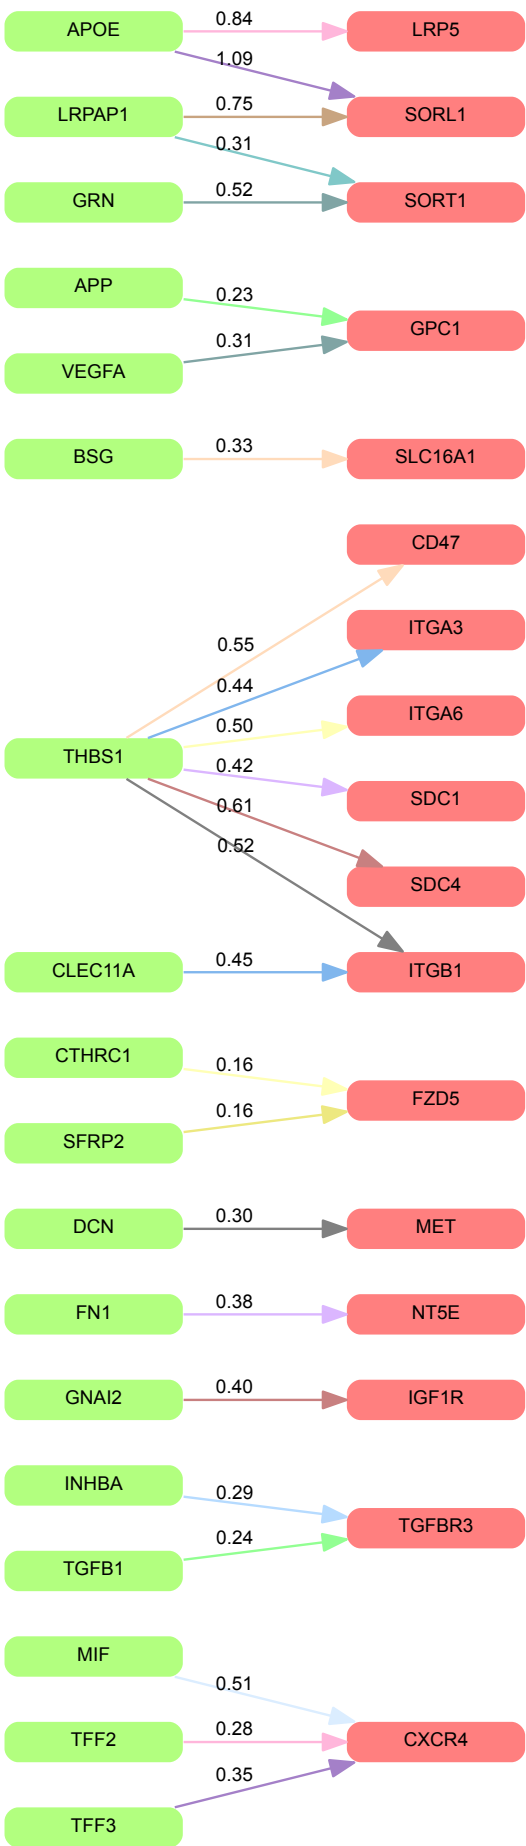 APOE 0.84 LRP5
1.09
LRPAP1 0.75 SORL1
0.31
GRN 0.52 SORT1
APP 0.23
GPC1
VEGFA 0.31
BSG 0.33 SLC16A1
CD47
0.55 ITGA3
0.44
ITGA6
0.50
THBS1 0.42
SDC1
0.61
0.52
SDC4
CLEC11A 0.45 ITGB1
CTHRC1 0.16
FZD5
0.16
SFRP2
DCN 0.30 MET
FN1 0.38 NT5E
GNAI2 0.40 IGF1R
INHBA 0.29
TGFBR3
0.24
TGFB1
MIF
0.51
TFF2 0.28 CXCR4
0.35
TFF3